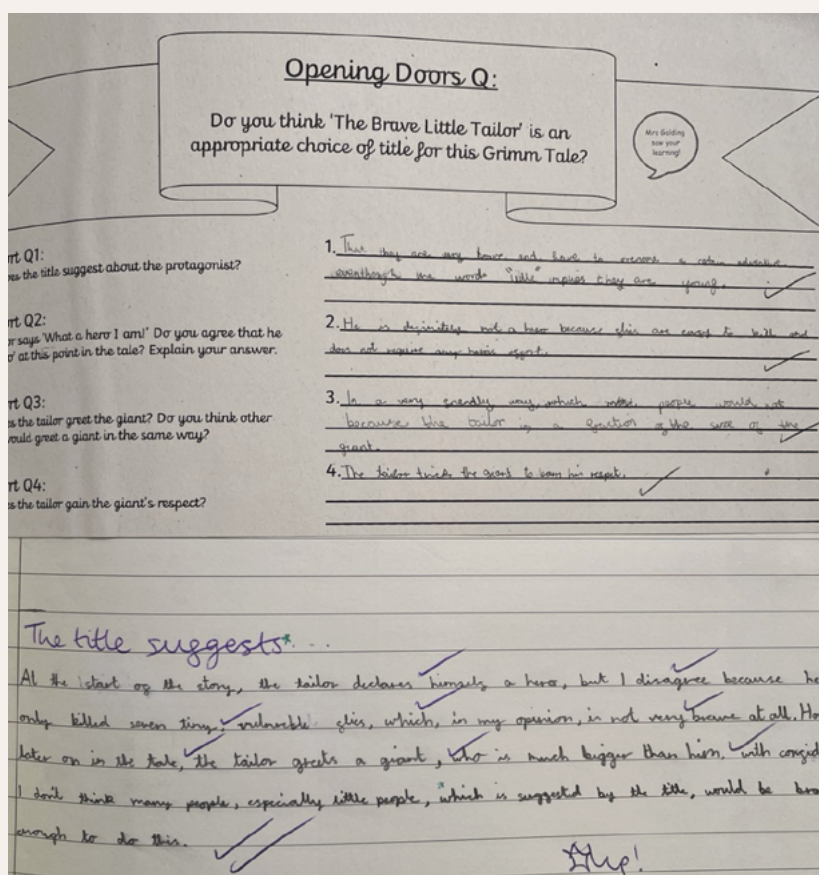 Opening Doors Q:
Do you think 'The Brave Little Tailor' is an
appropriate choice of title for this Grimm Tale?
Mrs Golding
saw your
learning!
rt Q1:
es the title suggest about the protagonist?
1. That they are very brave and have to a certain adventure
eventhough the word "little" implies they are young.
rt Q2:
r says 'What a hero I am!' Do you agree that he
o' at this point in the tale? Explain your answer.
2. He is definitely not a hero because flies are easy to kill and
does not require any heroic effort.
rt Q3:
s the tailor greet the giant? Do you think other
would greet a giant in the same way?
3. In a very friendly way, which people would not
because the tailor is a fraction of the size of the
giant.
rt Q4:
s the tailor gain the giant's respect?
4. The tailor tricks the giant to earn his respect.
The title suggests*...
At the start of the story, the tailor declares himself a hero, but I disagree because he
only killed seven tiny, vulnerable flies, which, in my opinion, is not very brave at all. Ho
later on in the tale, the tailor greets a giant, who is much bigger than him, with confid
I don't think many people, especially little people, *which is suggested by the title, would be bra
enough to do this.